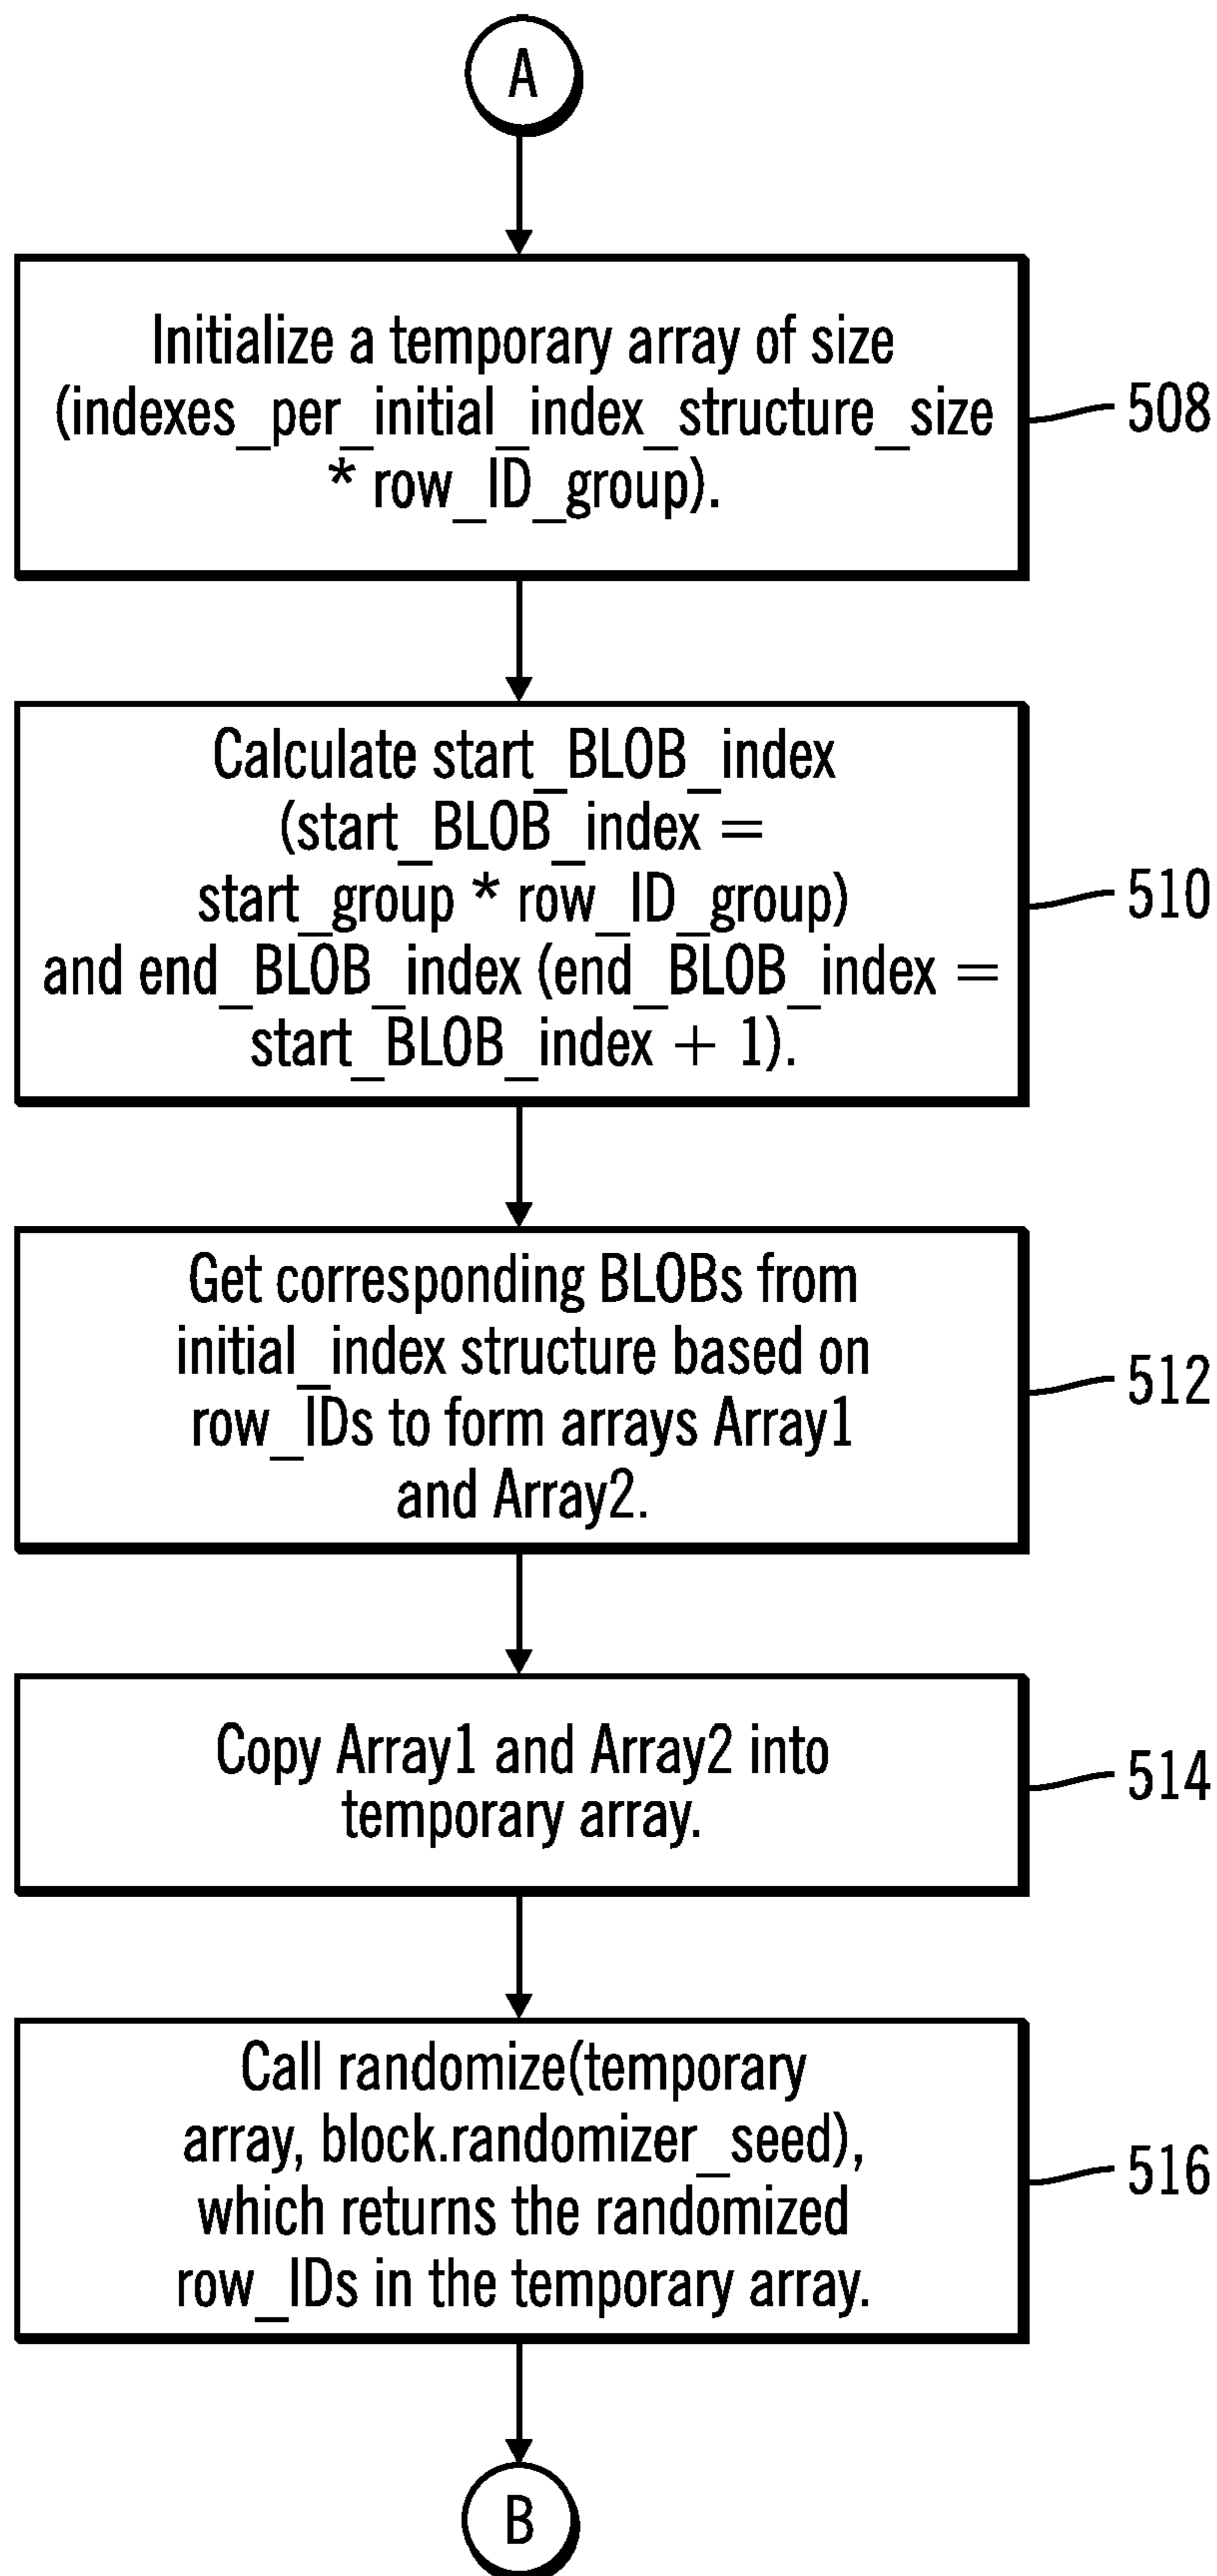 A
Initialize a temporary array of size
(indexes_per_initial_index_structure_size
* row_ID_group).
508
Calculate start_BLOB_index
(start_BLOB_index =
start_group * row_ID_group)
and end_BLOB_index (end_BLOB_index =
start_BLOB_index + 1).
510
Get corresponding BLOBs from
initial_index structure based on
row_IDs to form arrays Array1
and Array2.
512
Copy Array1 and Array2 into
temporary array.
514
Call randomize(temporary
array, block.randomizer_seed),
which returns the randomized
row_IDs in the temporary array.
516
B